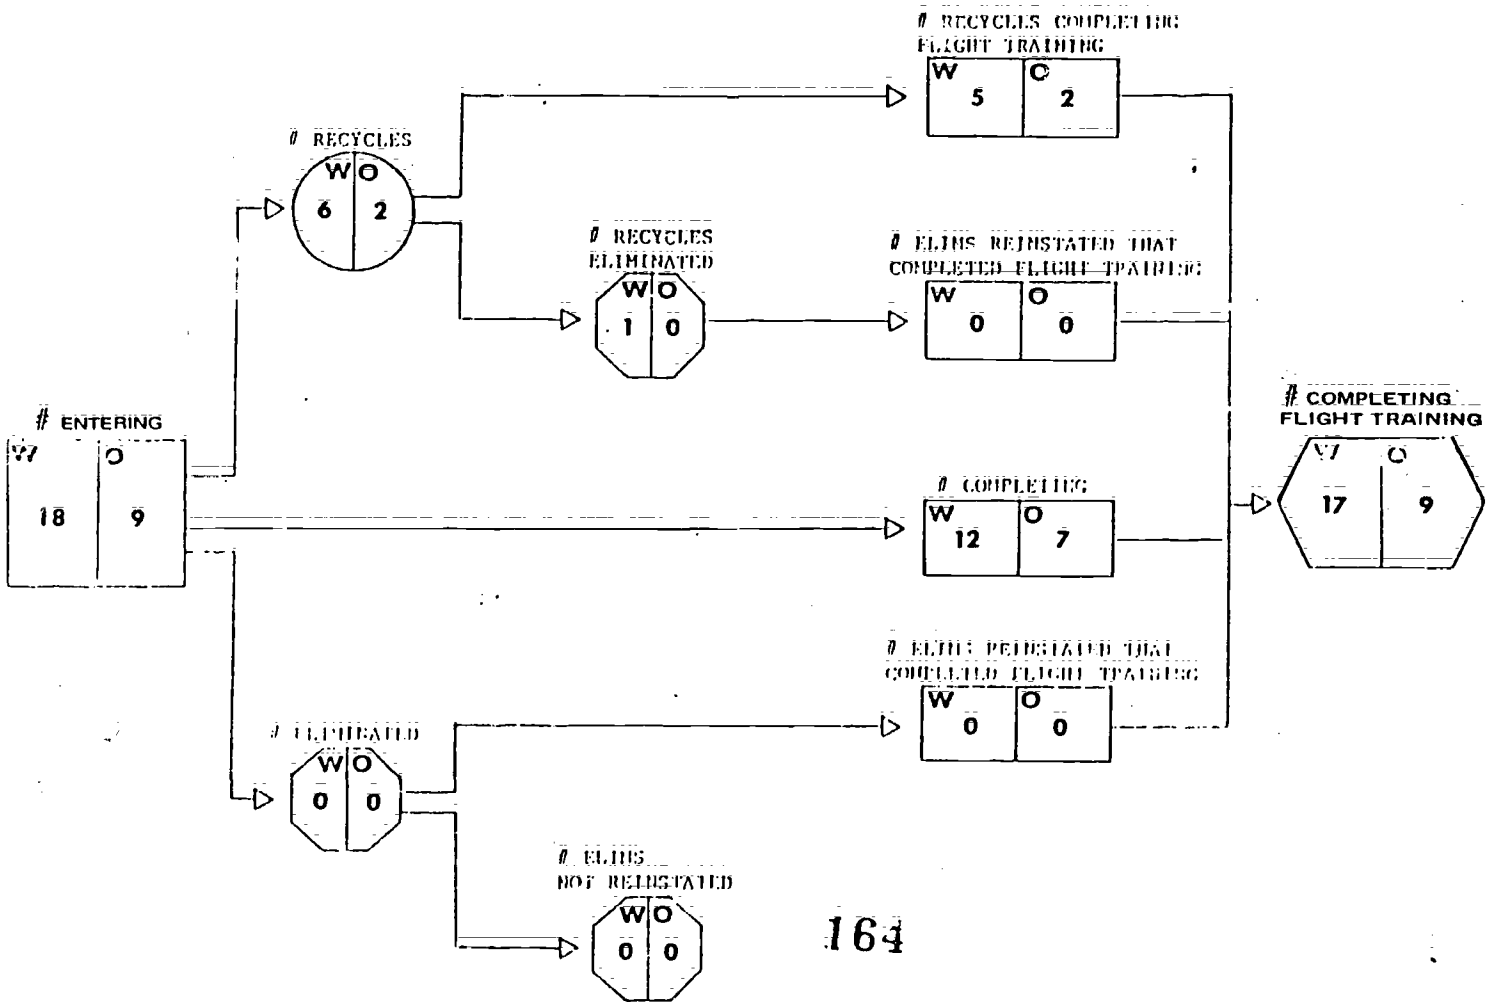 # RECYCLES COMPLETING
FLIGHT TRAINING
W O
5 2
# RECYCLES
W O
6 2
# RECYCLES
ELIMINATED
W O
1 0
# ELIMS REINSTATED THAT
COMPLETED FLIGHT TRAINING
W O
0 0
# ENTERING
W O
18 9
# COMPLETING
W O
12 7
# COMPLETING
FLIGHT TRAINING
W O
17 9
# ELIMS REINSTATED THAT
COMPLETED FLIGHT TRAINING
W O
0 0
# ELIMINATED
W O
0 0
# ELIMS
NOT REINSTATED
W O
0 0
164